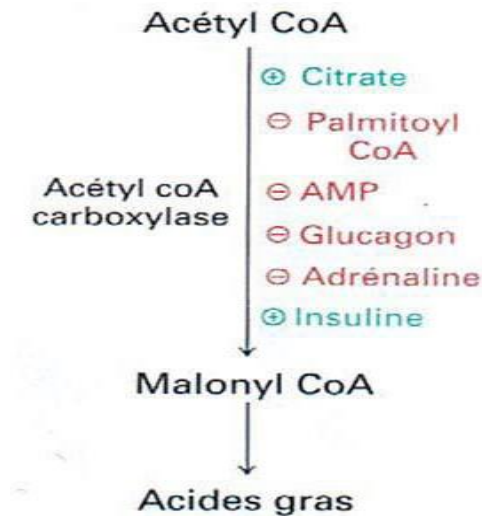 Acétyl CoA
⊕ Citrate
⊖ Palmitoyl
CoA
Acétyl coA
carboxylase
⊖ AMP
⊖ Glucagon
⊖ Adrénaline
⊕ Insuline
Malonyl CoA
Acides gras